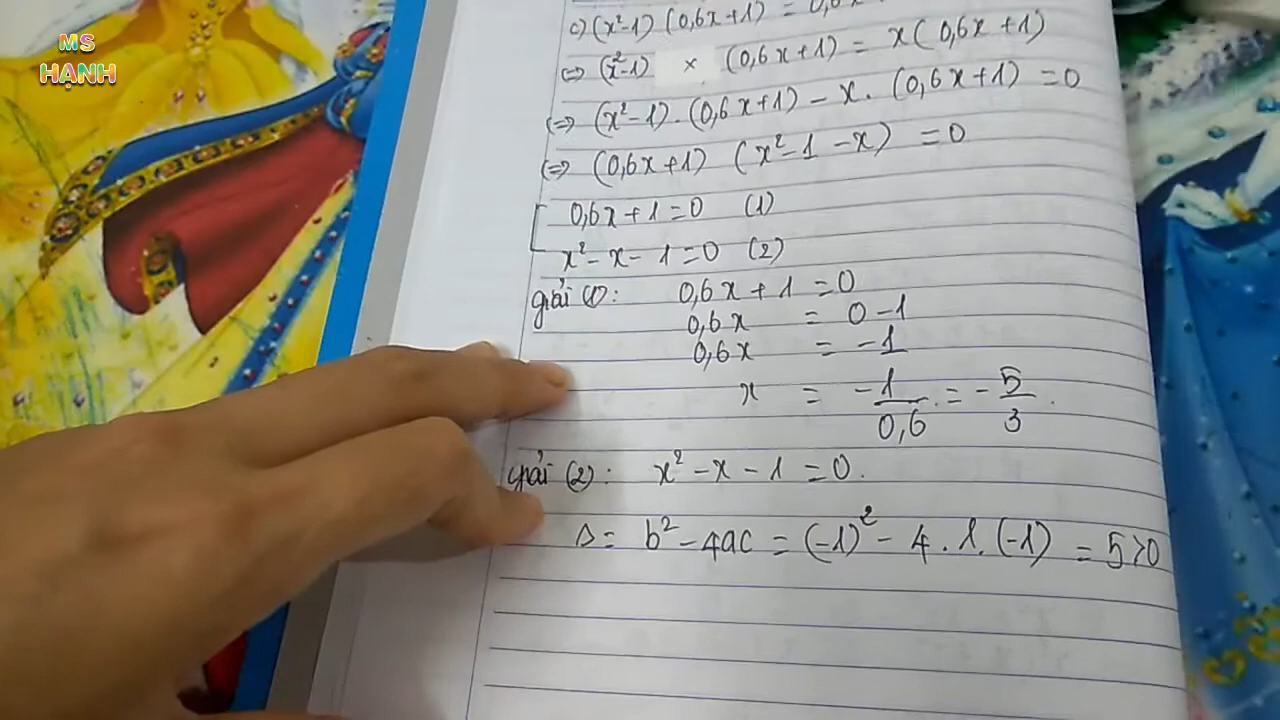 MS
HẠNH
c) (x²-1) (0,6x+1) = 0,6x
⇔ (x²-1) × (0,6x+1) = x(0,6x+1)
⇔ (x²-1).(0,6x+1) - x.(0,6x+1) = 0
⇔ (0,6x+1) (x²-1-x) = 0
0,6x+1=0 (1)
x²-x-1=0 (2)
giải (1): 0,6x+1 = 0
0,6x = 0-1
0,6x = -1
x = -1/0,6 = -5/3.
giải (2): x²-x-1=0.
Δ = b²-4ac = (-1)²-4.1.(-1) = 5>0